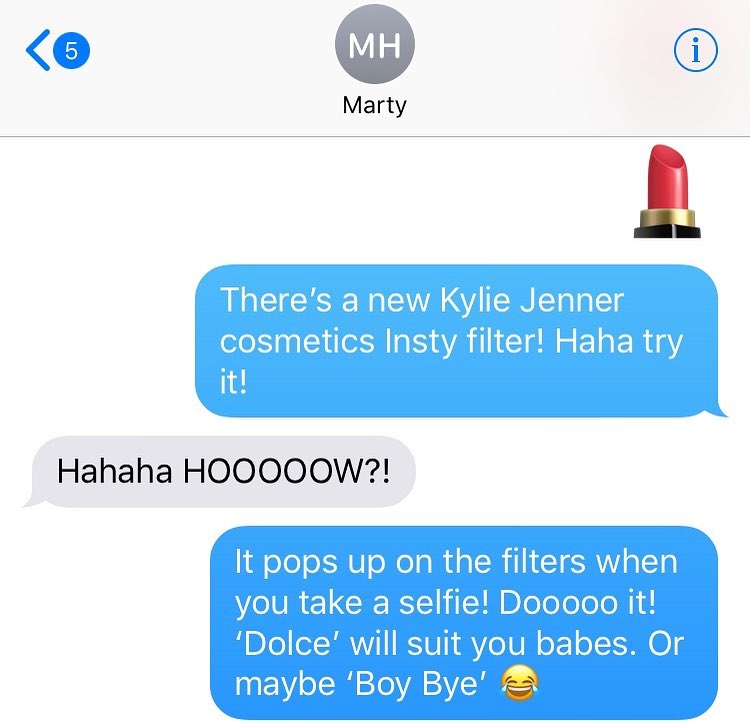 5
MH
i
Marty
There’s a new Kylie Jenner
cosmetics Insty filter! Haha try
it!
Hahaha HOOOOOW?!
It pops up on the filters when
you take a selfie! Dooooo it!
‘Dolce’ will suit you babes. Or
maybe ‘Boy Bye’ 😂